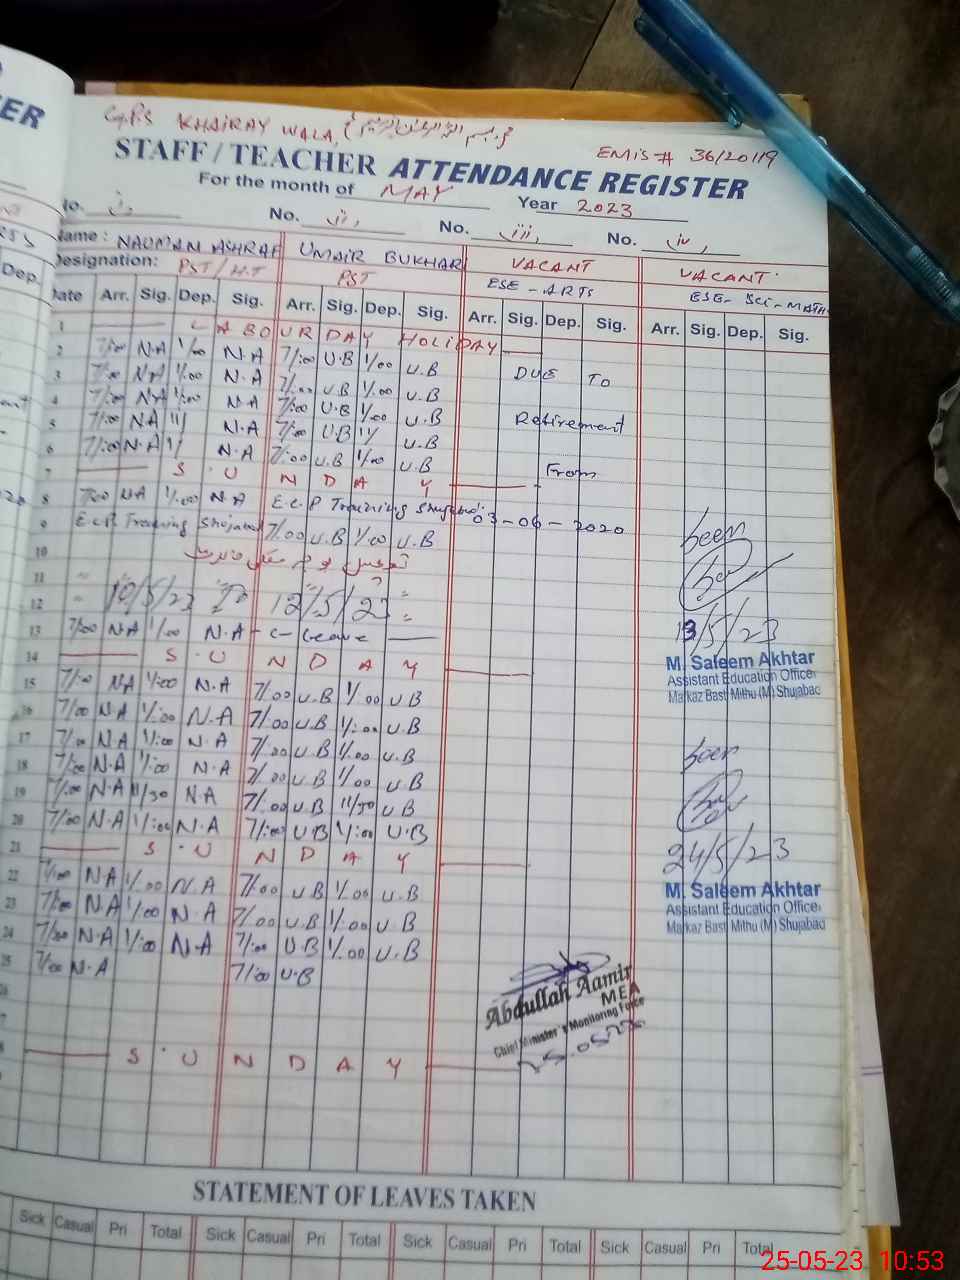 G.P.S KHAIRAY WALA,
EMIS # 36120119
STAFF / TEACHER ATTENDANCE REGISTER
For the month of MAY Year 2023
No. i, No. ii, No. iii, No. iv,
Name : NAUMAN ASHRAF UMAIR BUKHARI VACANT VACANT
Designation: PST/H.T PST ESE - ARTS ESE - Sci - MATH
Date Arr. Sig. Dep. Sig. Arr. Sig. Dep. Sig. Arr. Sig. Dep. Sig. Arr. Sig. Dep. Sig.
1 LABOUR DAY HOLIDAY
2 7/:00 N.A 1/00 N.A 7/:00 U.B 1/00 U.B
3 7/:00 N.A 1/:00 N.A 7/:00 U.B 1/:00 U.B DUE TO
4 7/:00 N.A 1/:00 N.A 7/:00 U.B 1/00 U.B
5 7/:00 N.A 11/ N.A 7/:00 U.B 11/ U.B Retirement
6 7/:00 N.A 1/ N.A 7/:00 U.B 1/00 U.B
7 SUNDAY From
8 7/00 N.A 1/:00 N.A E.C.P Training 03-06-2020
9 E.C.P Training 7/.00 U.B 1/:00 U.B Seen
10
11
12 10/5/23 12/5/23
13 7/:00 N.A 1/:00 N.A - C - Leave 13/5/23
14 SUNDAY
M. Saleem Akhtar
Assistant Education Officer
Markaz Basti Mithu (M) Shujabad
15 7/:00 N.A 1/:00 N.A 7/.00 U.B 1/.00 U.B
16 7/:00 N.A 1/:00 N.A 7/:00 U.B 1/:00 U.B
17 7/:00 N.A 1/:00 N.A 7/:00 U.B 1/:00 U.B Seen
18 7/:00 N.A 1/:00 N.A 7/:00 U.B 1/:00 U.B
19 7/:00 N.A 11/30 N.A 7/:00 U.B 11/30 U.B
20 7/:00 N.A 1/:00 N.A 7/:00 U.B 1/:00 U.B
21 SUNDAY 24/5/23
M. Saleem Akhtar
Assistant Education Officer
Markaz Basti Mithu (M) Shujabad
22 7/:00 N.A 1/.00 N.A 7/:00 U.B 1/.00 U.B
23 7/:00 N.A 1/:00 N.A 7/:00 U.B 1/:00 U.B
24 7/:00 N.A 1/:00 N.A 7/:00 U.B 1/.00 U.B
25 7/:00 N.A 7/:00 U.B
Abdullah Aamir
MEA
Chief Minister's Monitoring Force
SUNDAY
STATEMENT OF LEAVES TAKEN
Sick Casual Pri Total Sick Casual Pri Total Sick Casual Pri Total Sick Casual Pri Total
25-05-23 10:53